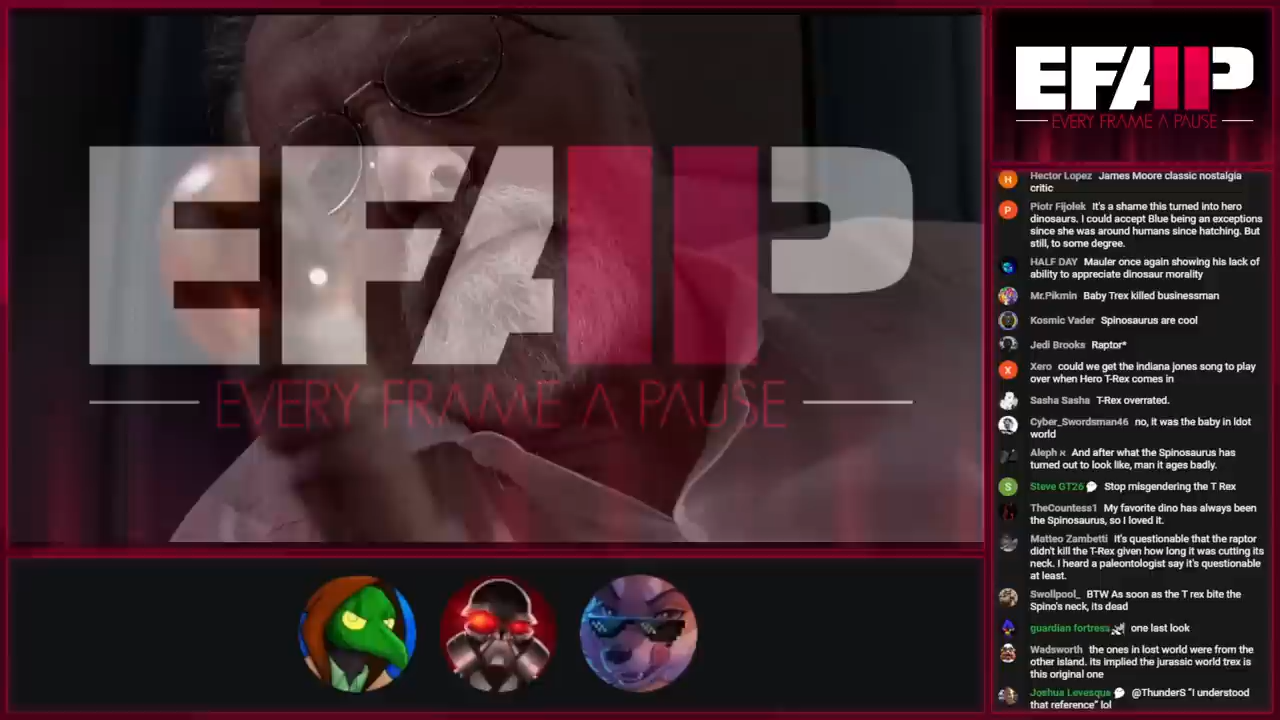 EFAIIP
EVERY FRAME A PAUSE
EFAIIP
EVERY FRAME A PAUSE
Hector Lopez James Moore classic nostalgia
critic
Piotr Fijołek It's a shame this turned into hero
dinosaurs. I could accept Blue being an exceptions
since she was around humans since hatching. But
still, to some degree.
HALF DAY Mauler once again showing his lack of
ability to appreciate dinosaur morality
Mr.Pikmin Baby Trex killed businessman
Kosmic Vader Spinosaurus are cool
Jedi Brooks Raptor*
Xero could we get the indiana jones song to play
over when Hero T-Rex comes in
Sasha Sasha T-Rex overrated.
Cyber_Swordsman46 no, it was the baby in ldot
world
Aleph א And after what the Spinosaurus has
turned out to look like, man it ages badly.
Steve GT26 Stop misgendering the T Rex
TheCountess1 My favorite dino has always been
the Spinosaurus, so I loved it.
Matteo Zambetti It's questionable that the raptor
didn't kill the T-Rex given how long it was cutting its
neck. I heard a paleontologist say it's questionable
at least.
Swollpool_ BTW As soon as the T rex bite the
Spino's neck, its dead
guardian fortress one last look
Wadsworth the ones in lost world were from the
other island. its implied the jurassic world trex is
this original one
Joshua Levesque @ThunderS "I understood
that reference" lol
H
P
X
S